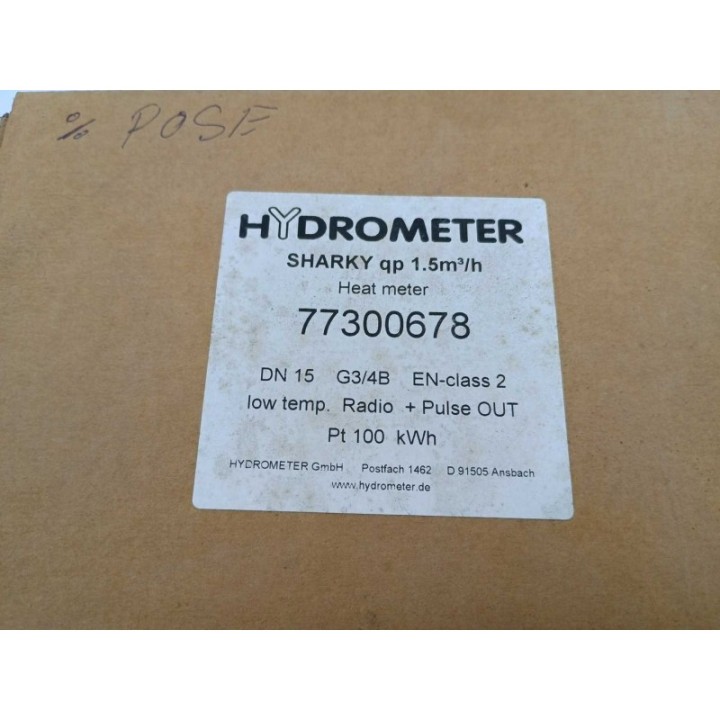 % POSE
HYDROMETER
SHARKY qp 1.5m³/h
Heat meter
77300678
DN 15 G3/4B EN-class 2
low temp. Radio + Pulse OUT
Pt 100 kWh
HYDROMETER GmbH Postfach 1462 D 91505 Ansbach
www.hydrometer.de